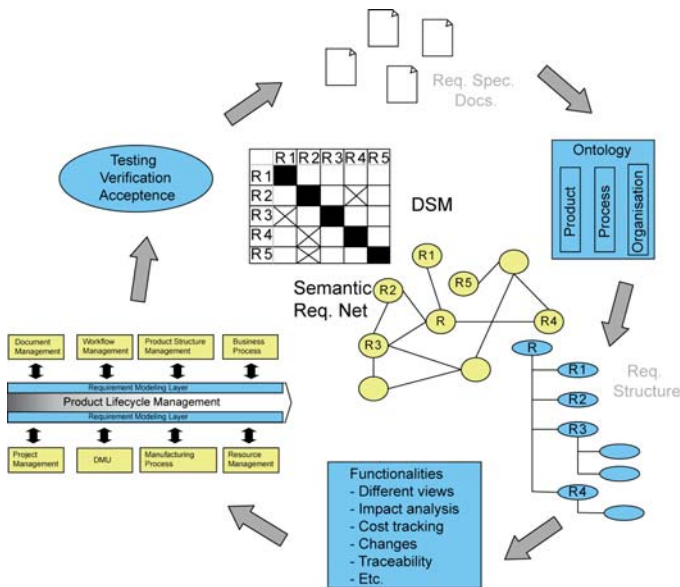 Req. Spec.
Docs.
Testing
Verification
Acceptence
R1 R2 R3 R4 R5
R1
R2
R3
R4
R5
DSM
Ontology
Product
Process
Organisation
Semantic
Req. Net
R1
R2
R5
R
R4
R3
R
R1
R2
R3
R4
Req.
Structure
Document
Management
Workflow
Management
Product Structure
Management
Business
Process
Requirement Modeling Layer
Product Lifecycle Management
Requirement Modeling Layer
Project
Management
DMU
Manufacturing
Process
Resource
Management
Functionalities
- Different views
- Impact analysis
- Cost tracking
- Changes
- Traceability
- Etc.